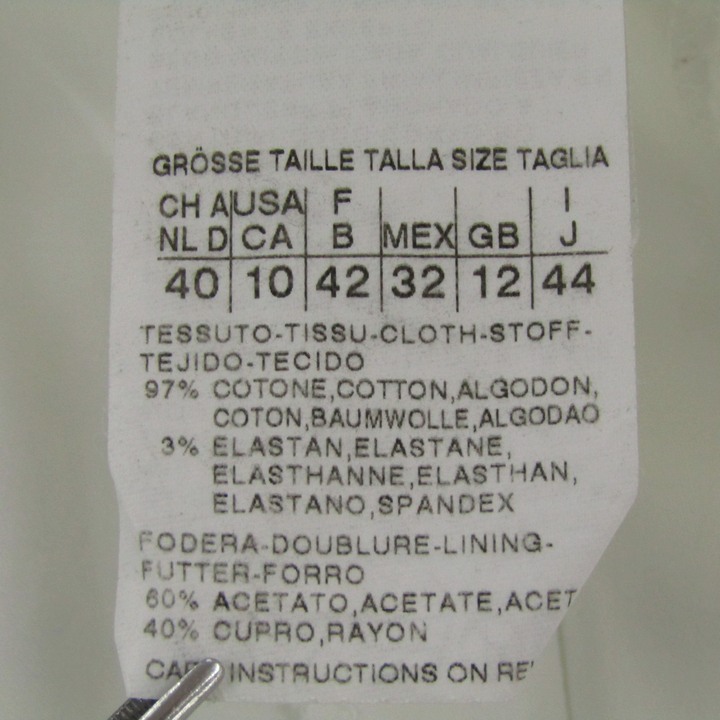 GRÖSSE TAILLE TALLA SIZE TAGLIA
CH A USA F I
NL D CA B MEX GB J
40 10 42 32 12 44
TESSUTO-TISSU-CLOTH-STOFF-
TEJIDO-TECIDO
97% COTONE,COTTON,ALGODON,
COTON,BAUMWOLLE,ALGODAO
3% ELASTAN,ELASTANE,
ELASTHANNE,ELASTHAN,
ELASTANO,SPANDEX
FODERA-DOUBLURE-LINING-
FUTTER-FORRO
60% ACETATO,ACETATE,ACET
40% CUPRO,RAYON
INSTRUCTIONS ON